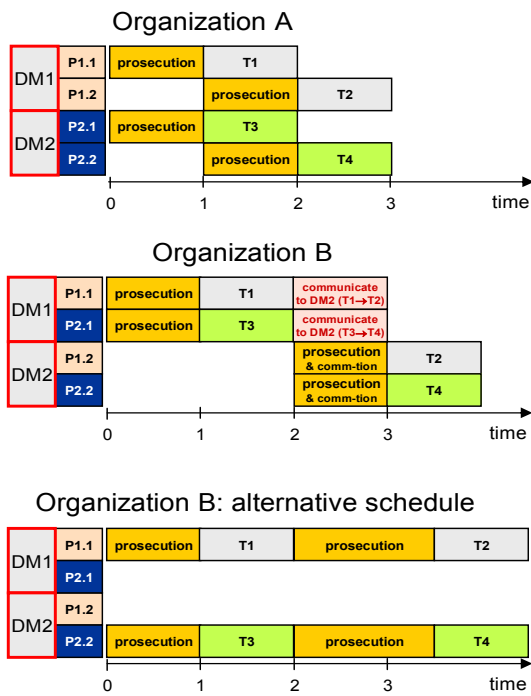 Organization A
DM1
P1.1
prosecution
T1
P1.2
prosecution
T2
DM2
P2.1
prosecution
T3
P2.2
prosecution
T4
0
1
2
3
time
Organization B
DM1
P1.1
prosecution
T1
communicate
to DM2 (T1→T2)
P2.1
prosecution
T3
communicate
to DM2 (T3→T4)
DM2
P1.2
prosecution
& comm-tion
T2
P2.2
prosecution
& comm-tion
T4
0
1
2
3
time
Organization B: alternative schedule
DM1
P1.1
prosecution
T1
prosecution
T2
P2.1
DM2
P1.2
P2.2
prosecution
T3
prosecution
T4
0
1
2
3
time